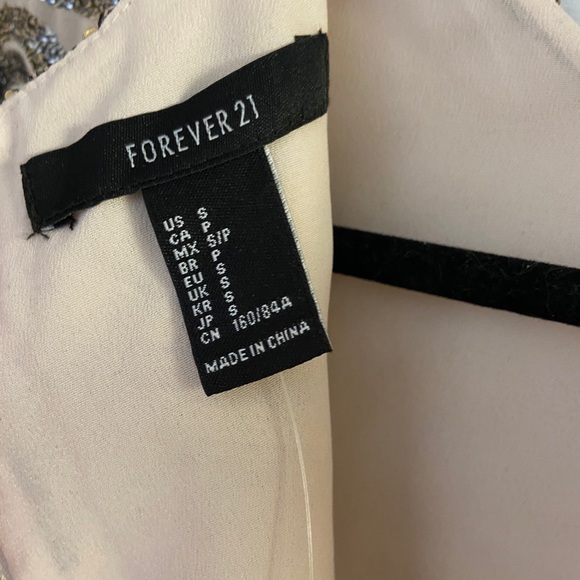 FOREVER 21
US S
CA P
MX S/P
BR P
EU S
UK S
KR S
JP S
CN 160/84A
MADE IN CHINA